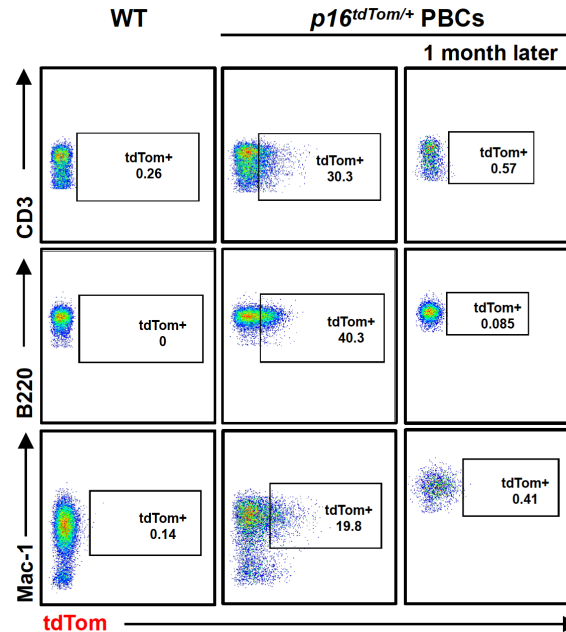 WT
p16tdTom/+ PBCs
1 month later
CD3
tdTom+
0.26
tdTom+
30.3
tdTom+
0.57
B220
tdTom+
0
tdTom+
40.3
tdTom+
0.085
Mac-1
tdTom+
0.14
tdTom+
19.8
tdTom+
0.41
tdTom